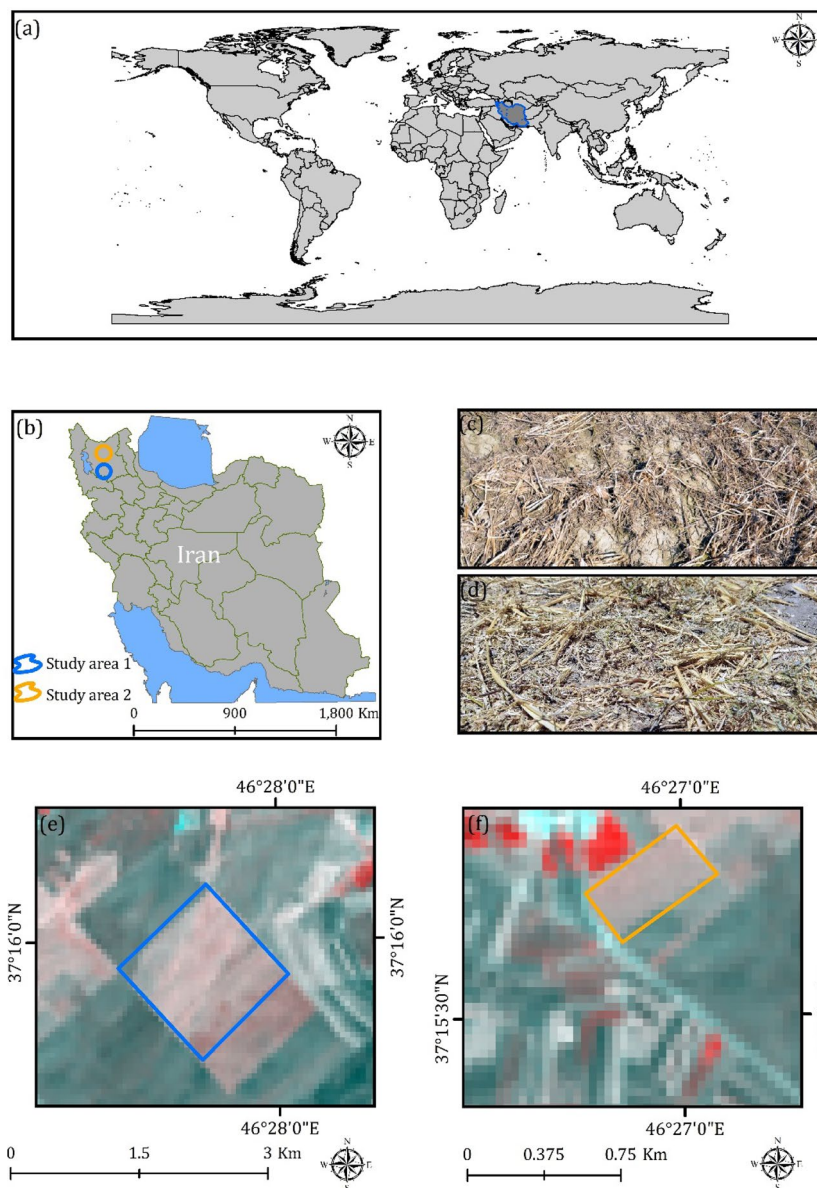 (a)
N
W
S
(b)
N
W
E
S
Iran
Study area 1
Study area 2
0 900 1,800 Km
(c)
(d)
46°28'0"E
(e)
37°16'0"N
37°16'0"N
46°28'0"E
0 1.5 3 Km
N
W
E
S
46°27'0"E
(f)
37°15'30"N
46°27'0"E
0 0.375 0.75 Km
N
W
S